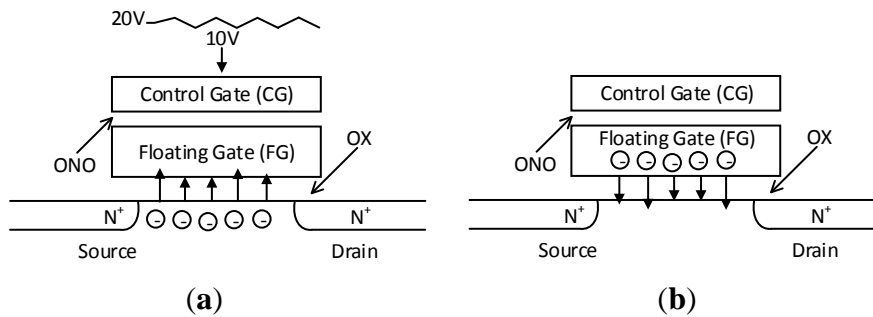 20V
10V
Control Gate (CG)
Floating Gate (FG)
ONO
OX
N+
N+
Source
Drain
(a)
Control Gate (CG)
Floating Gate (FG)
- - - - -
ONO
OX
N+
N+
Source
Drain
(b)
- - - - -